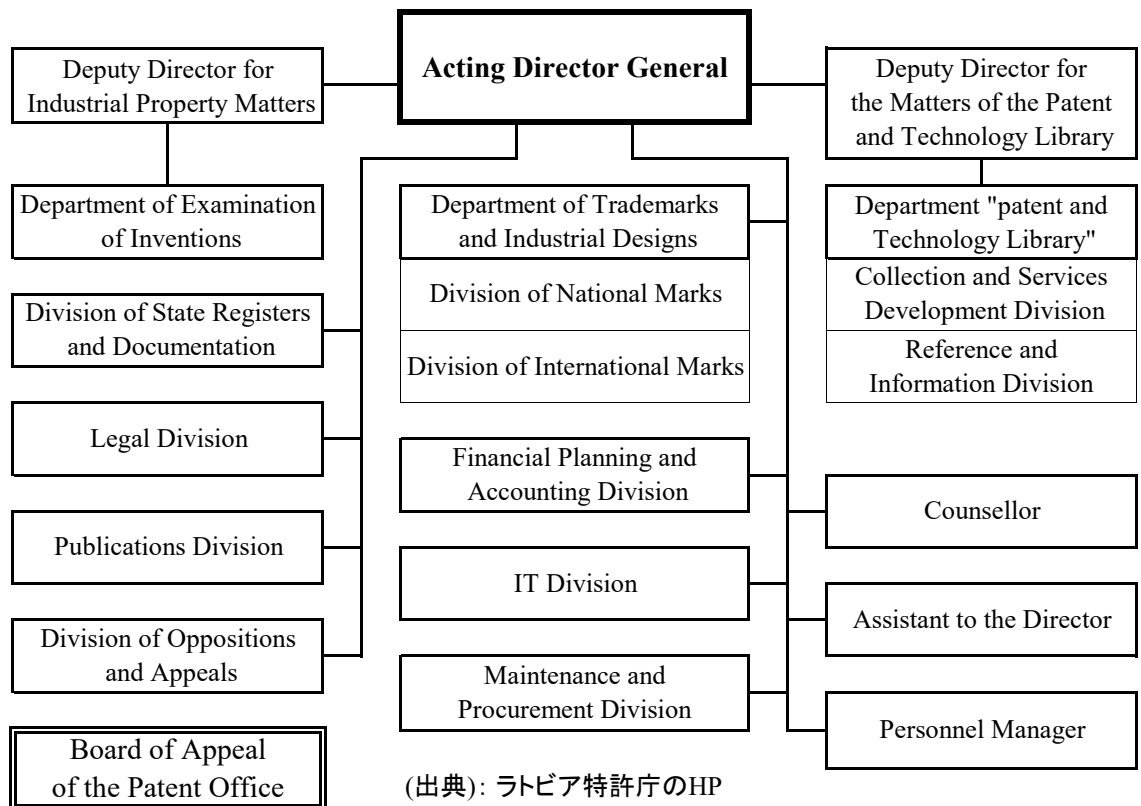 Acting Director General
Deputy Director for
Industrial Property Matters
Deputy Director for
the Matters of the Patent
and Technology Library
Department of Examination
of Inventions
Division of State Registers
and Documentation
Legal Division
Publications Division
Division of Oppositions
and Appeals
Board of Appeal
of the Patent Office
Department of Trademarks
and Industrial Designs
Division of National Marks
Division of International Marks
Financial Planning and
Accounting Division
IT Division
Maintenance and
Procurement Division
Department "patent and
Technology Library"
Collection and Services
Development Division
Reference and
Information Division
Counsellor
Assistant to the Director
Personnel Manager
(出典): ラトビア特許庁のHP